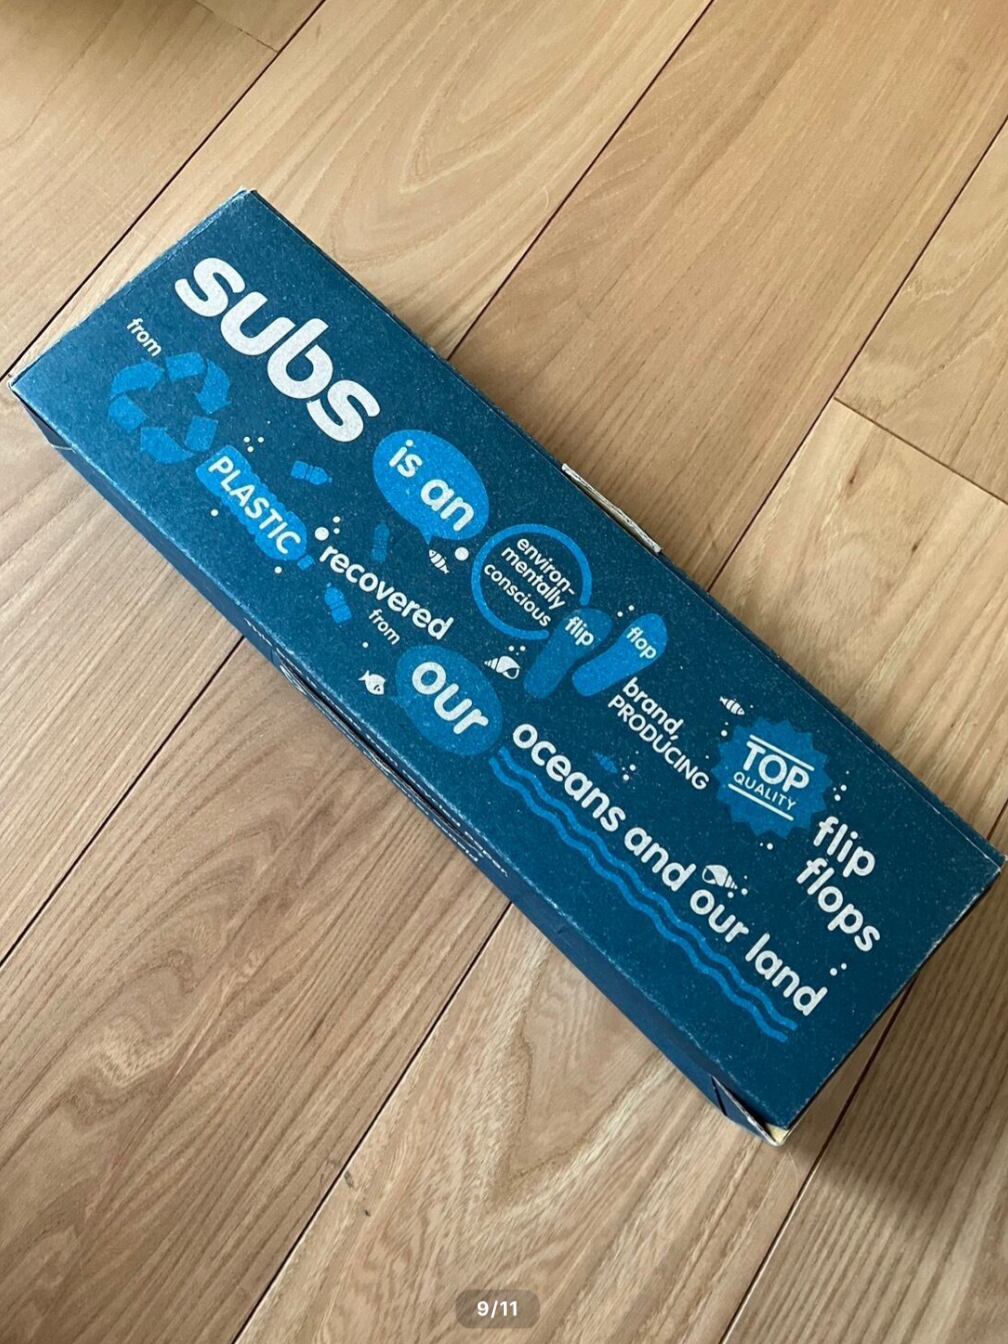 subs
is an
environ-
mentally
conscious
flip
flop
brand,
PRODUCING
TOP
QUALITY
flip
flops
from
PLASTIC
recovered
from
our
oceans and our land
9/11